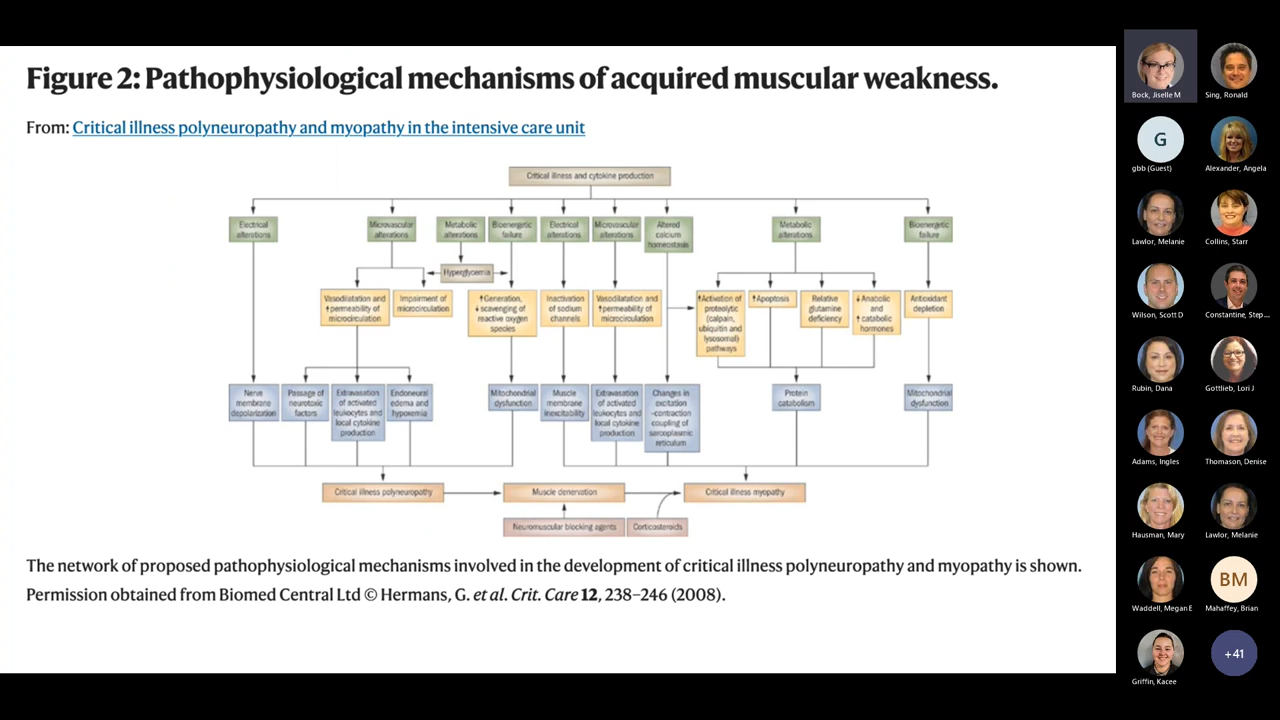 Figure 2: Pathophysiological mechanisms of acquired muscular weakness.
From: Critical illness polyneuropathy and myopathy in the intensive care unit
Critical illness and cytokine production
Electrical
alterations
Microvascular
alterations
Metabolic
alterations
Bioenergetic
failure
Electrical
alterations
Microvascular
alterations
Altered
calcium
homeostasis
Metabolic
alterations
Bioenergetic
failure
Hyperglycemia
Vasodilatation and
↑permeability of
microcirculation
Impairment of
microcirculation
↑Generation,
↓ scavenging of
reactive oxygen
species
Inactivation
of sodium
channels
Vasodilatation and
↑permeability of
microcirculation
↑Activation of
proteolytic
(calpain,
ubiquitin and
lysosomal)
pathways
↑Apoptosis
Relative
glutamine
deficiency
↓ Anabolic
and
↑ catabolic
hormones
Antioxidant
depletion
Nerve
membrane
depolarization
Passage of
neurotoxic
factors
Extravasation
of activated
leukocytes and
local cytokine
production
Endoneural
edema and
hypoxemia
Mitochondrial
dysfunction
Muscle
membrane
inexcitability
Extravasation
of activated
leukocytes and
local cytokine
production
Changes in
excitation
-contraction
coupling of
sarcoplasmic
reticulum
Protein
catabolism
Mitochondrial
dysfunction
Critical illness polyneuropathy
Muscle denervation
Critical illness myopathy
Neuromuscular blocking agents
Corticosteroids
The network of proposed pathophysiological mechanisms involved in the development of critical illness polyneuropathy and myopathy is shown.
Permission obtained from Biomed Central Ltd © Hermans, G. et al. Crit. Care 12, 238–246 (2008).
Bock, Jiselle M
Sing, Ronald
G
gbb (Guest)
Alexander, Angela
Lawlor, Melanie
Collins, Starr
Wilson, Scott D
Constantine, Step...
Rubin, Dana
Gottlieb, Lori J
Adams, Ingles
Thomason, Denise
Hausman, Mary
Lawlor, Melanie
Waddell, Megan E
BM
Mahaffey, Brian
Griffin, Kacee
+41